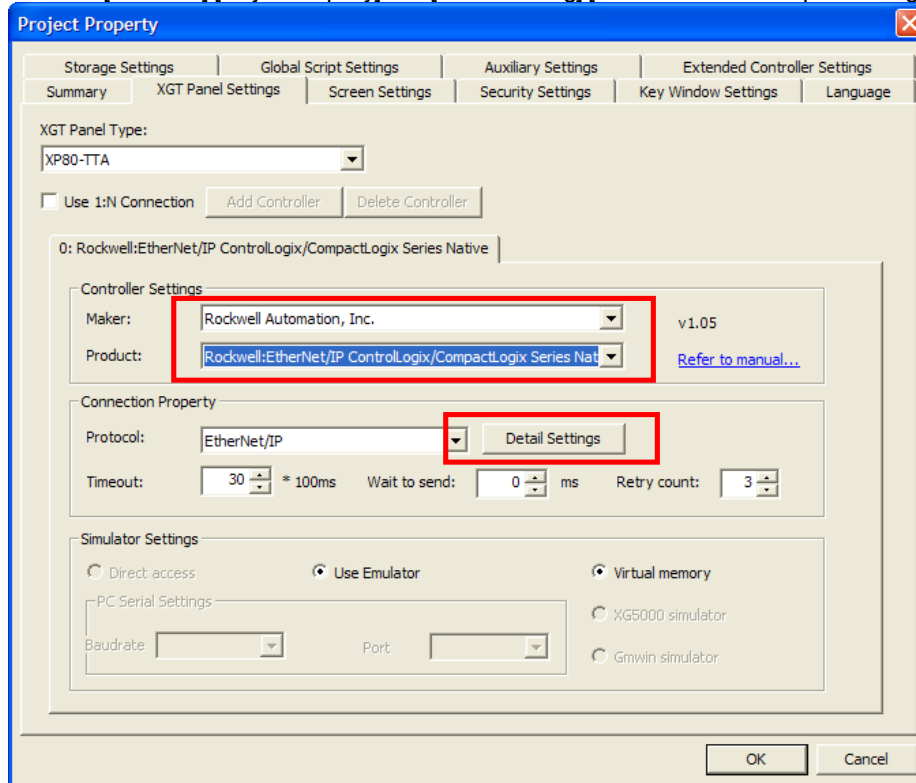 Project Property
Storage Settings Global Script Settings Auxiliary Settings Extended Controller Settings
Summary XGT Panel Settings Screen Settings Security Settings Key Window Settings Language
XGT Panel Type:
XP80-TTA
Use 1:N Connection Add Controller Delete Controller
0: Rockwell:EtherNet/IP ControlLogix/CompactLogix Series Native
Controller Settings
Maker: Rockwell Automation, Inc. v1.05
Product: Rockwell:EtherNet/IP ControlLogix/CompactLogix Series Nat Refer to manual...
Connection Property
Protocol: EtherNet/IP Detail Settings
Timeout: 30 * 100ms Wait to send: 0 ms Retry count: 3
Simulator Settings
Direct access Use Emulator Virtual memory
PC Serial Settings
XG5000 simulator
Baudrate Port
Gmwin simulator
OK Cancel